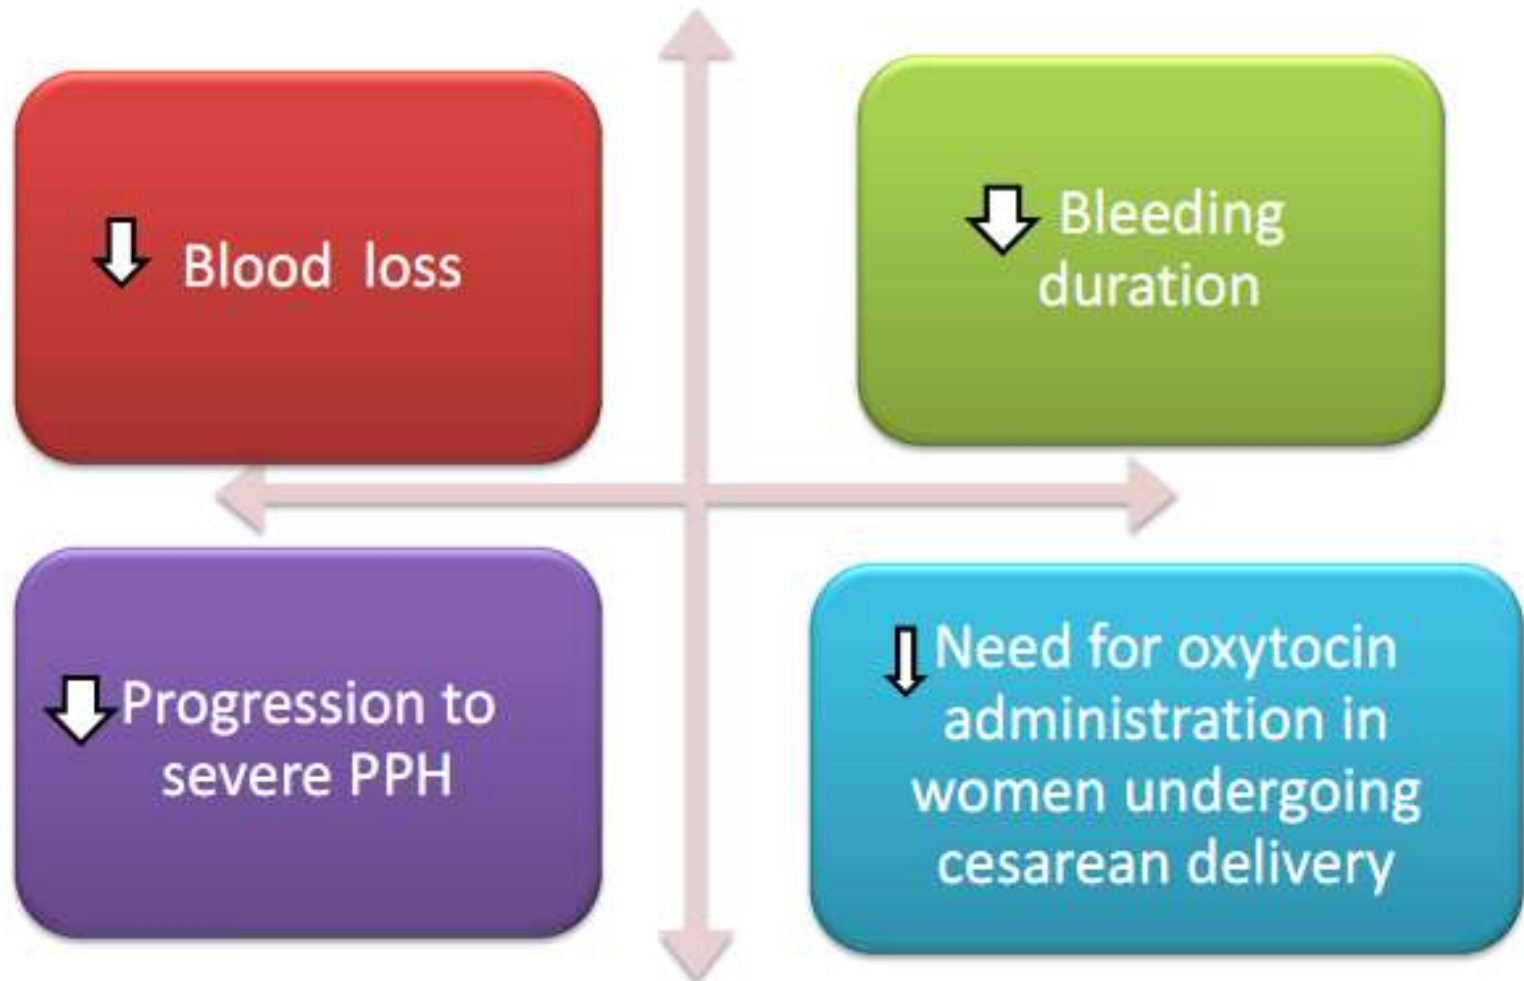 Blood loss
Bleeding
duration
Progression to
severe PPH
Need for oxytocin
administration in
women undergoing
cesarean delivery